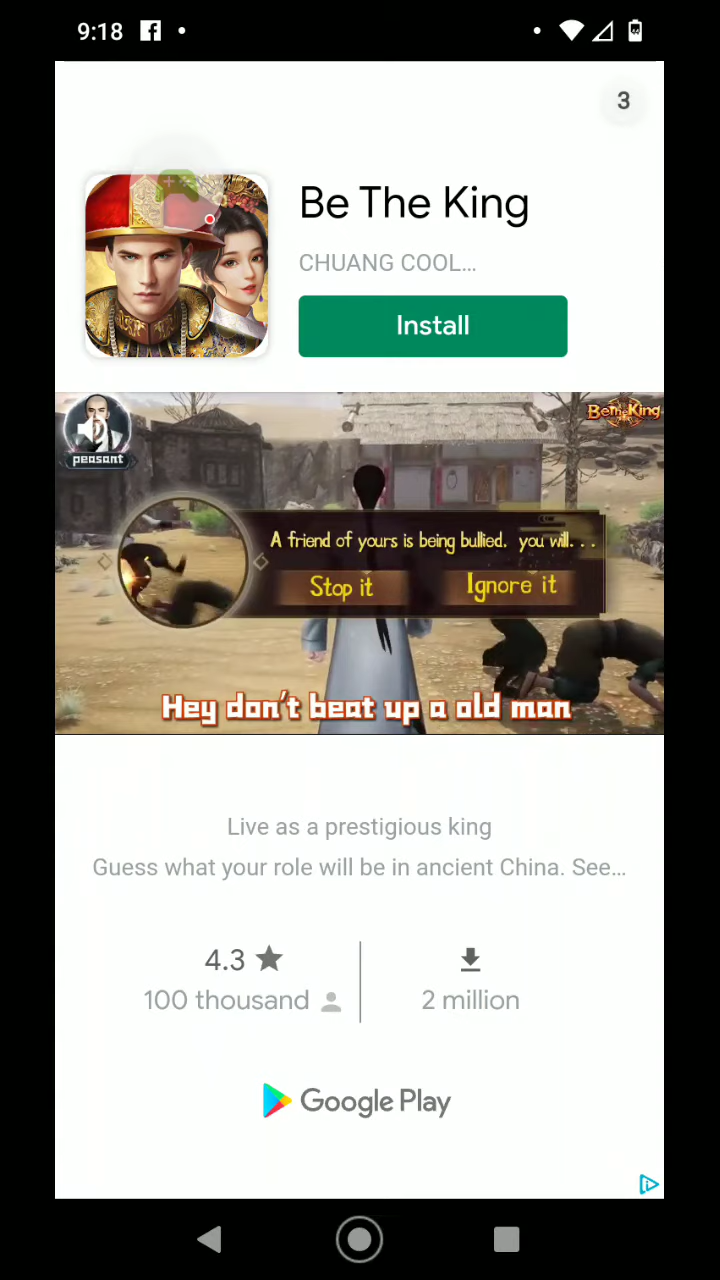 9:18
3
Be The King
CHUANG COOL…
Install
peasant
Be The King
A friend of yours is being bullied. you will. . .
Stop it
Ignore it
Hey don't beat up a old man
Live as a prestigious king
Guess what your role will be in ancient China. See…
4.3
100 thousand
2 million
Google Play